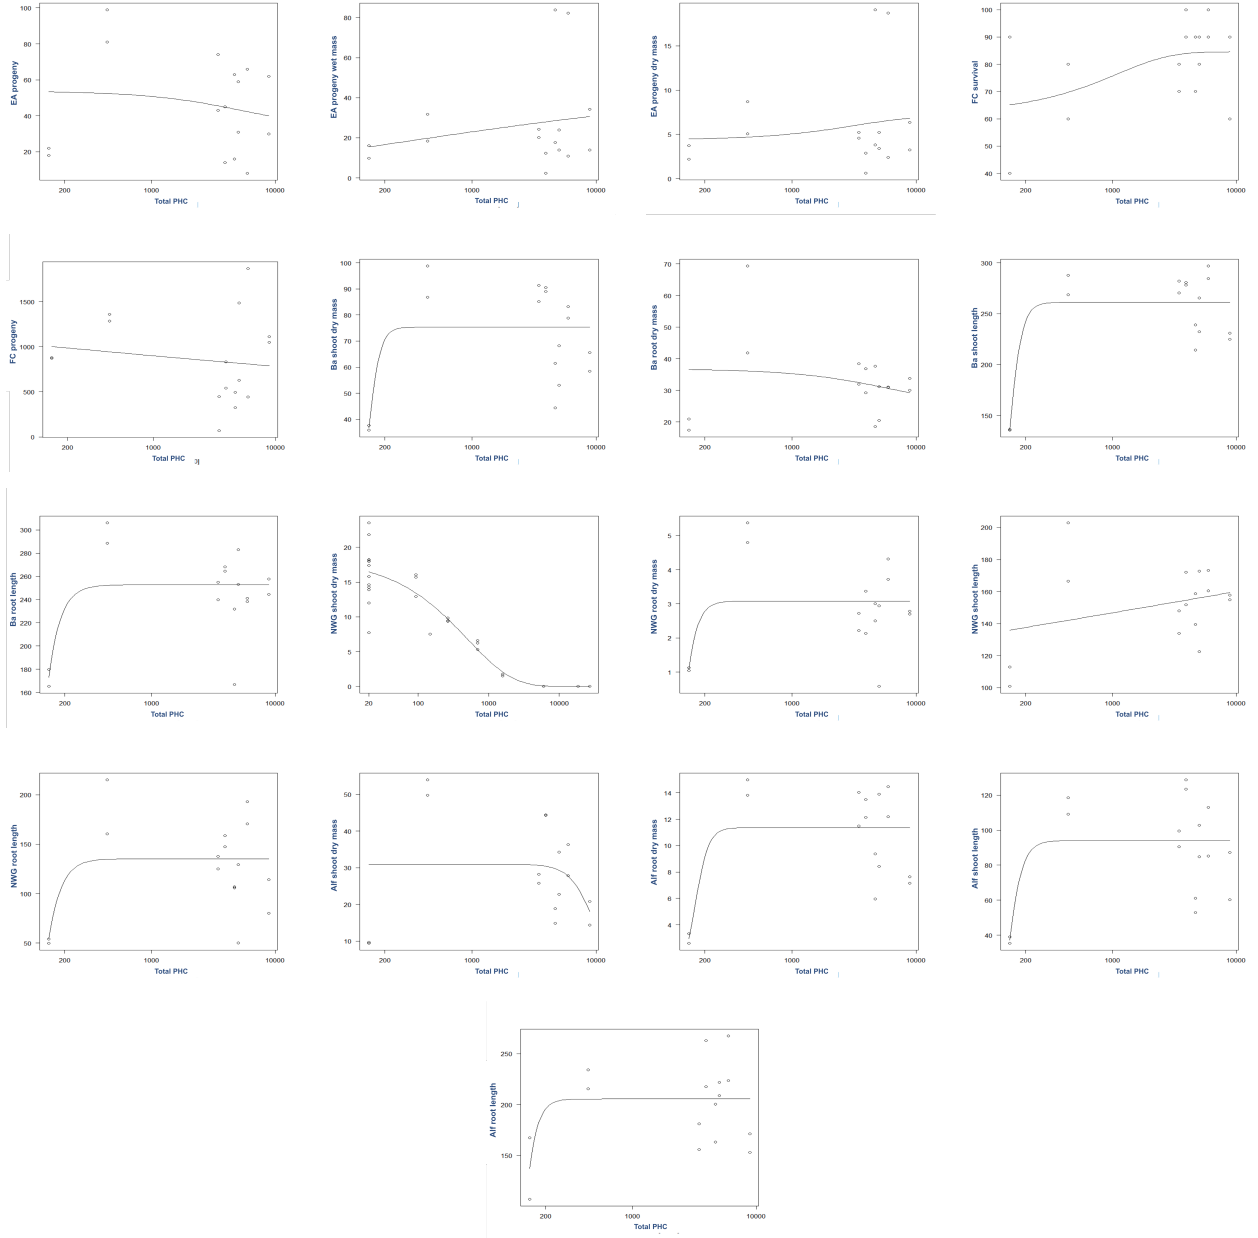 EA progeny
100
80
60
40
20
200 1000 10000
Total PHC
EA progeny wet mass
80
60
40
20
0
200 1000 10000
Total PHC
EA progeny dry mass
15
10
5
0
200 1000 10000
Total PHC
FC survival
100
90
80
70
60
50
40
200 1000 10000
Total PHC
FC progeny
1500
1000
500
0
200 1000 10000
Total PHC
Ba shoot dry mass
100
90
80
70
60
50
40
200 1000 10000
Total PHC
Ba root dry mass
70
60
50
40
30
20
200 1000 10000
Total PHC
Ba shoot length
300
250
200
150
200 1000 10000
Total PHC
Ba root length
300
280
260
240
220
200
180
160
200 1000 10000
Total PHC
NWG shoot dry mass
20
15
10
5
0
20 100 1000 10000
Total PHC
NWG root dry mass
5
4
3
2
1
200 1000 10000
Total PHC
NWG shoot length
200
180
160
140
120
100
200 1000 10000
Total PHC
NWG root length
200
150
100
50
200 1000 10000
Total PHC
Alf shoot dry mass
50
40
30
20
10
200 1000 10000
Total PHC
Alf root dry mass
14
12
10
8
6
4
200 1000 10000
Total PHC
Alf shoot length
120
100
80
60
40
200 1000 10000
Total PHC
Alf root length
250
200
150
200 1000 10000
Total PHC